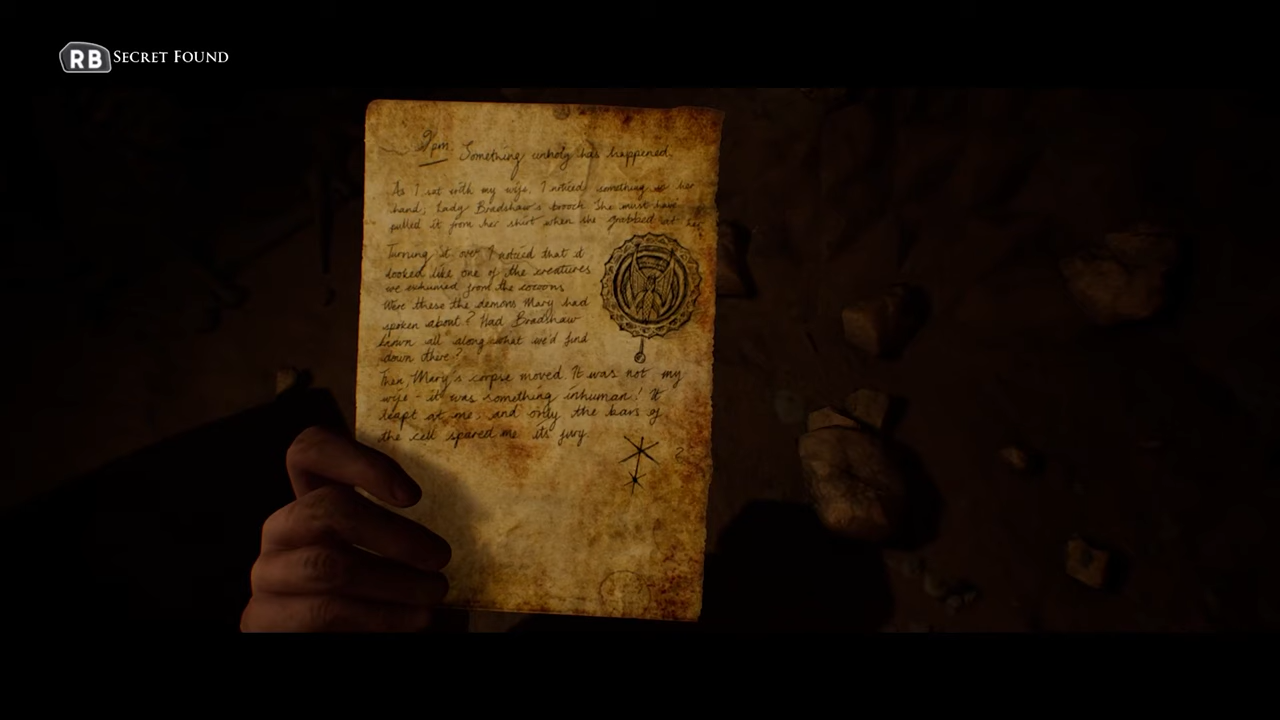 RB Secret Found
9pm Something unholy has happened.
As I sat with my wife, I noticed something in her
hand, Lady Bradshaw's brooch. She must have
pulled it from her shirt when she grabbed at her
Turning it over I noticed that it
looked like one of the creatures
we exhumed from the cocoons
Were these the demons Mary had
spoken about? Had Bradshaw
known all along what we'd find
down there?
Then, Mary's corpse moved. It was not my
wife - it was something inhuman! It
leapt at me, and only the bars of
the cell spared me its fury.